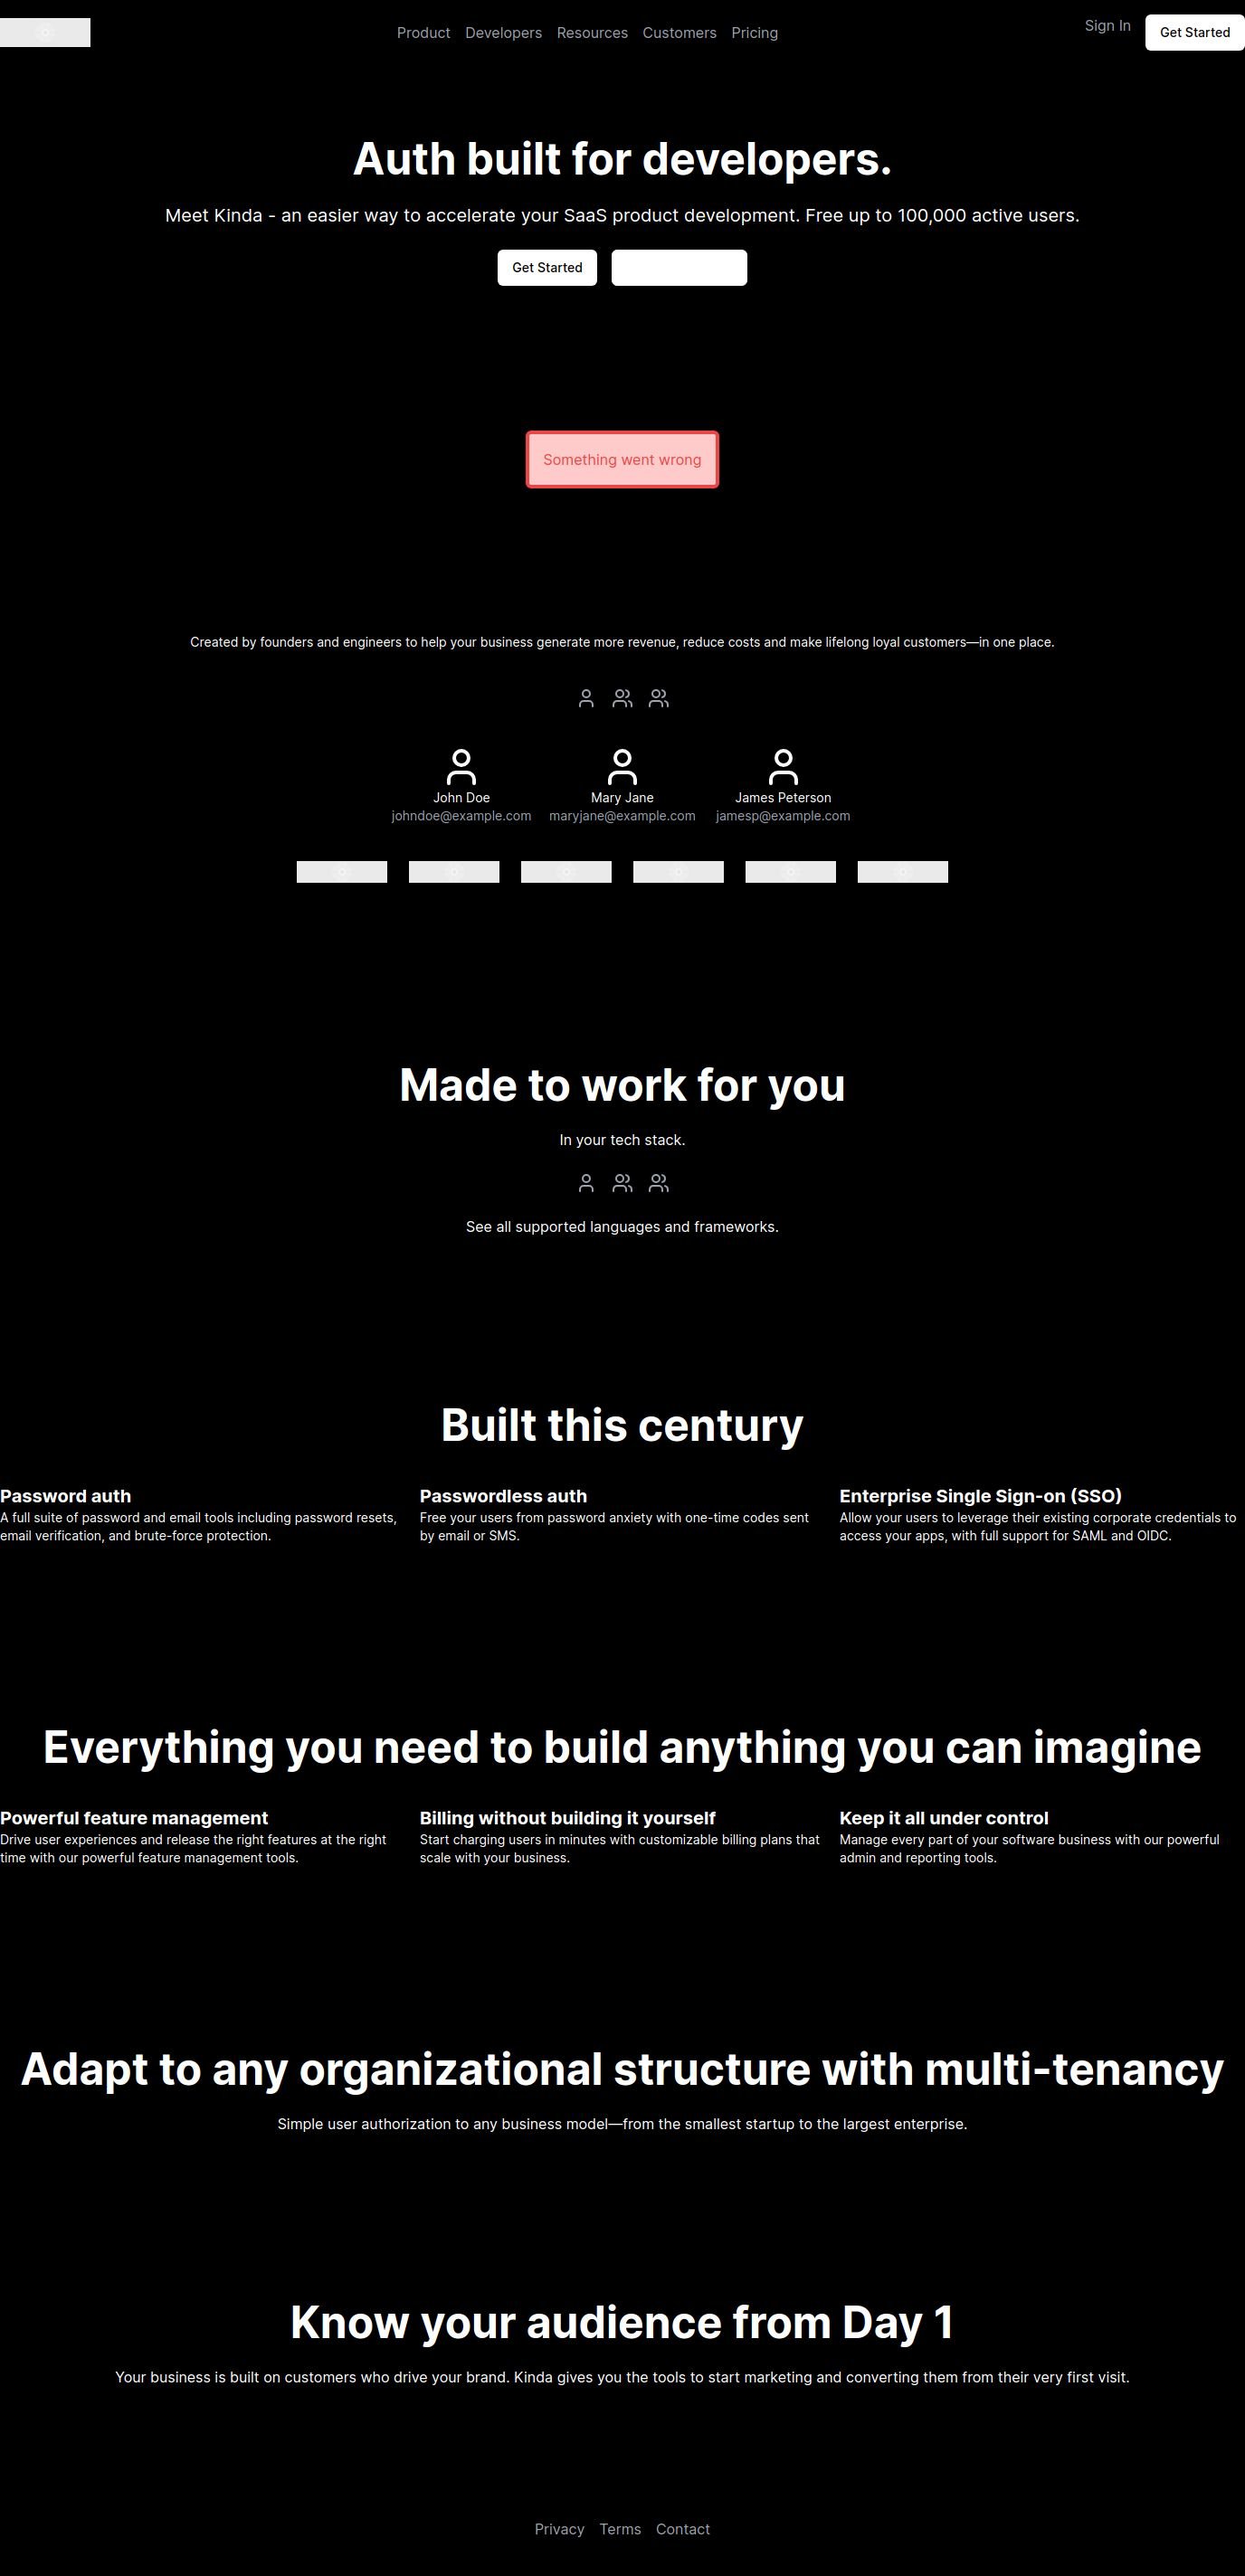 Product Developers Resources Customers Pricing Sign In Get Started
Auth built for developers.
Meet Kinda - an easier way to accelerate your SaaS product development. Free up to 100,000 active users.
Get Started
Something went wrong
Created by founders and engineers to help your business generate more revenue, reduce costs and make lifelong loyal customers—in one place.
John Doe
johndoe@example.com
Mary Jane
maryjane@example.com
James Peterson
jamesp@example.com
Made to work for you
In your tech stack.
See all supported languages and frameworks.
Built this century
Password auth
A full suite of password and email tools including password resets,
email verification, and brute-force protection.
Passwordless auth
Free your users from password anxiety with one-time codes sent
by email or SMS.
Enterprise Single Sign-on (SSO)
Allow your users to leverage their existing corporate credentials to
access your apps, with full support for SAML and OIDC.
Everything you need to build anything you can imagine
Powerful feature management
Drive user experiences and release the right features at the right
time with our powerful feature management tools.
Billing without building it yourself
Start charging users in minutes with customizable billing plans that
scale with your business.
Keep it all under control
Manage every part of your software business with our powerful
admin and reporting tools.
Adapt to any organizational structure with multi-tenancy
Simple user authorization to any business model—from the smallest startup to the largest enterprise.
Know your audience from Day 1
Your business is built on customers who drive your brand. Kinda gives you the tools to start marketing and converting them from their very first visit.
Privacy Terms Contact